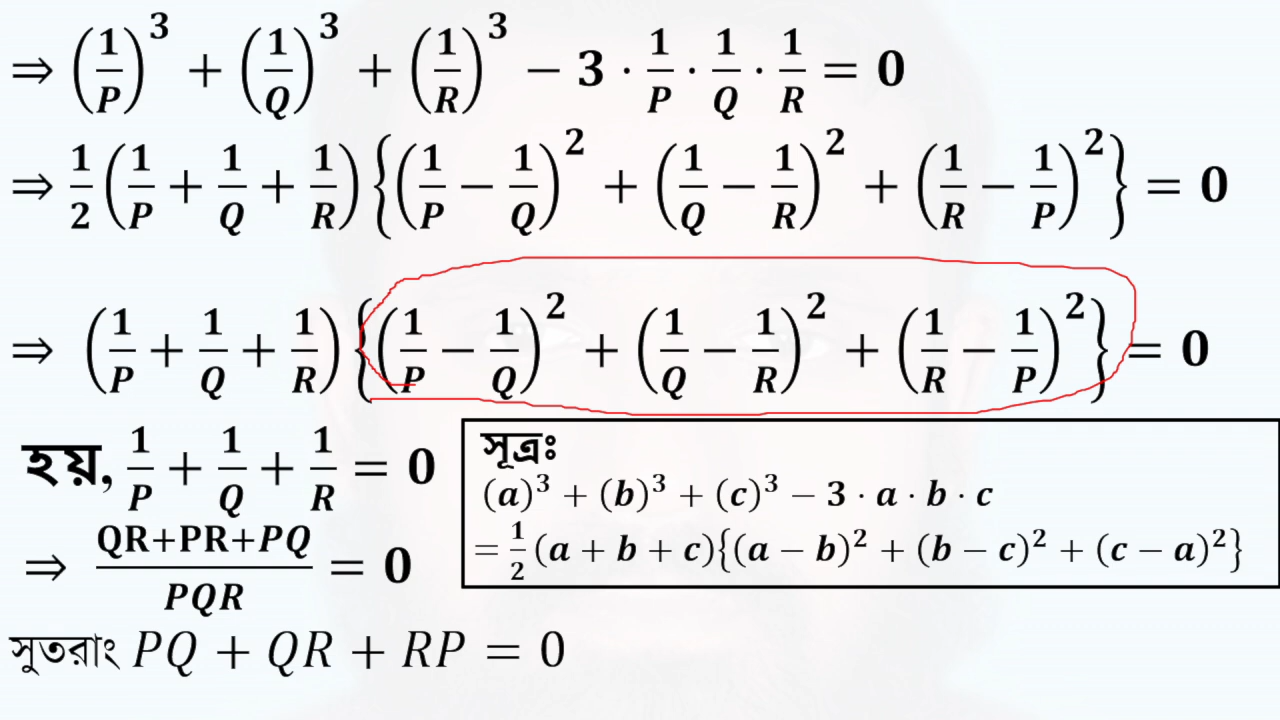 ⇒ (1/P)³ + (1/Q)³ + (1/R)³ − 3 · 1/P · 1/Q · 1/R = 0
⇒ 1/2 (1/P + 1/Q + 1/R) {(1/P − 1/Q)² + (1/Q − 1/R)² + (1/R − 1/P)²} = 0
⇒ (1/P + 1/Q + 1/R) {(1/P − 1/Q)² + (1/Q − 1/R)² + (1/R − 1/P)²} = 0
হয়, 1/P + 1/Q + 1/R = 0
⇒ (QR+PR+PQ)/PQR = 0
সুতরাং PQ + QR + RP = 0
সূত্রঃ
(a)³ + (b)³ + (c)³ − 3 · a · b · c
= 1/2 (a + b + c){(a − b)² + (b − c)² + (c − a)²}